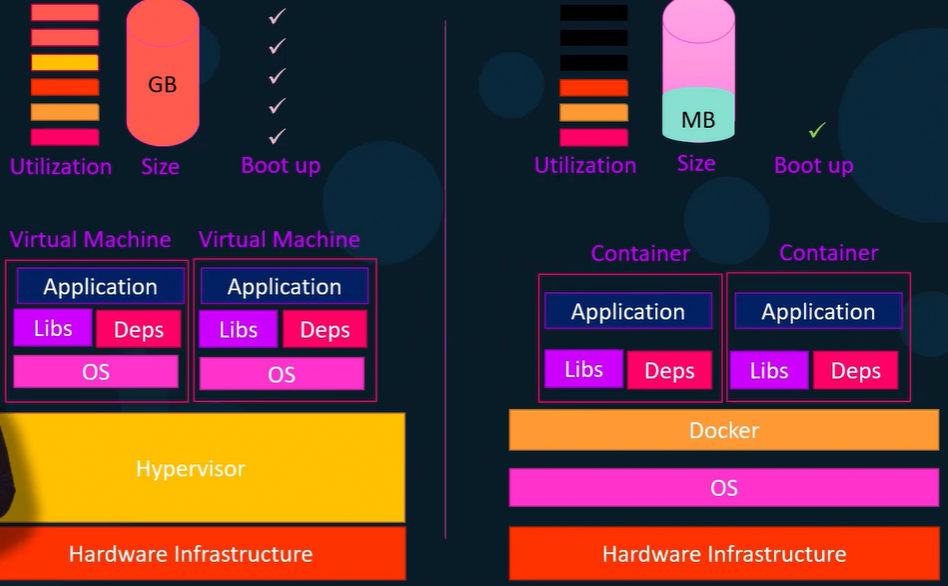 GB
Utilization Size Boot up
Virtual Machine Virtual Machine
Application Application
Libs Deps Libs Deps
OS OS
Hypervisor
Hardware Infrastructure
MB
Utilization Size Boot up
Container Container
Application Application
Libs Deps Libs Deps
Docker
OS
Hardware Infrastructure